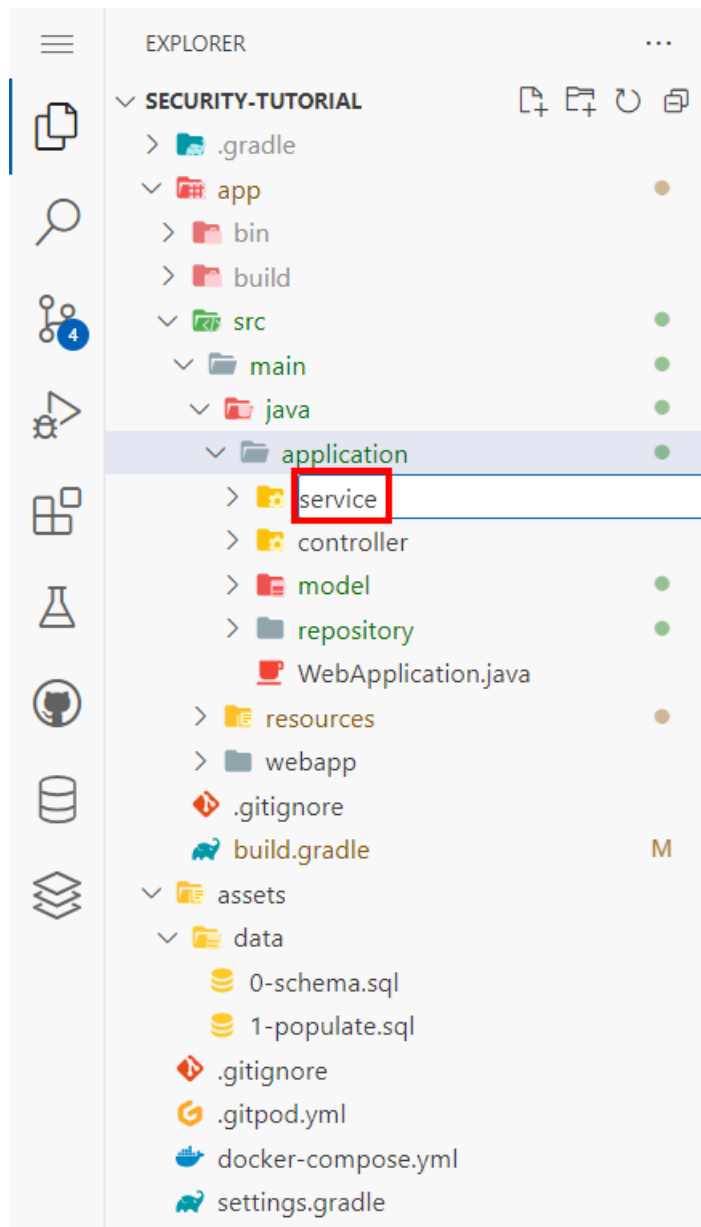 EXPLORER
SECURITY-TUTORIAL
.gradle
app
bin
build
src
4
main
java
application
service
controller
model
repository
WebApplication.java
resources
webapp
.gitignore
build.gradle M
assets
data
0-schema.sql
1-populate.sql
.gitignore
.gitpod.yml
docker-compose.yml
settings.gradle